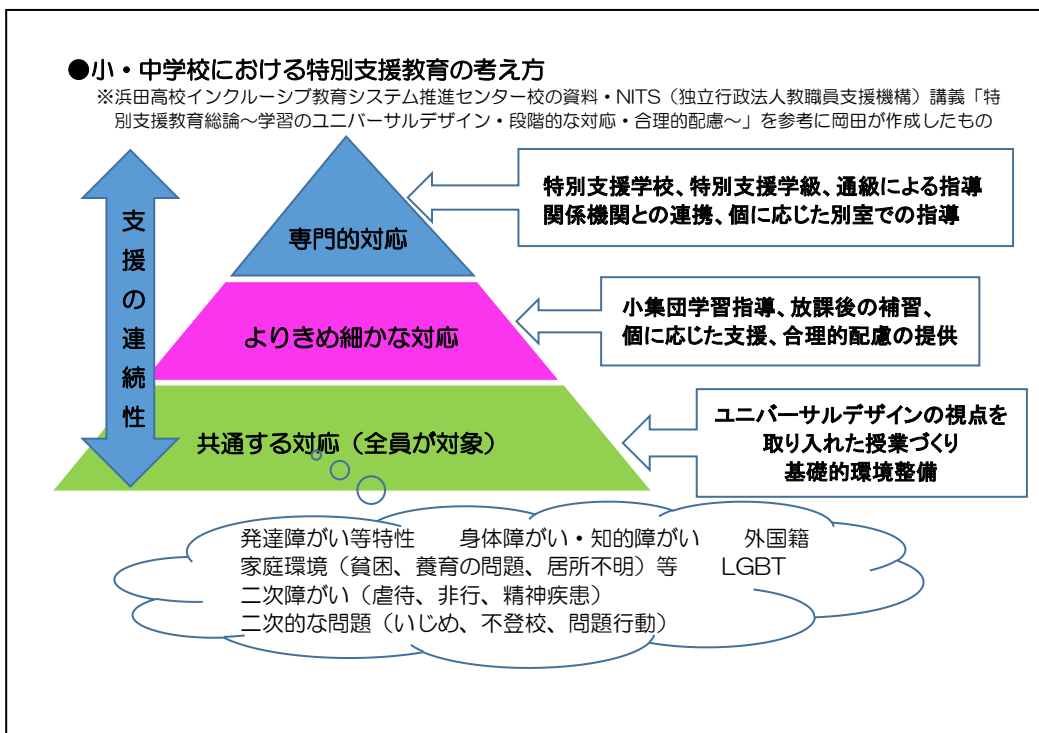 ●小・中学校における特別支援教育の考え方
※浜田高校インクルーシブ教育システム推進センター校の資料・NITS（独立行政法人教職員支援機構）講義「特
別支援教育総論～学習のユニバーサルデザイン・段階的な対応・合理的配慮～」を参考に岡田が作成したもの
支援の連続性
専門的対応
特別支援学校、特別支援学級、通級による指導
関係機関との連携、個に応じた別室での指導
よりきめ細かな対応
小集団学習指導、放課後の補習、
個に応じた支援、合理的配慮の提供
共通する対応（全員が対象）
ユニバーサルデザインの視点を
取り入れた授業づくり
基礎的環境整備
発達障がい等特性　身体障がい・知的障がい　外国籍
家庭環境（貧困、養育の問題、居所不明）等　LGBT
二次障がい（虐待、非行、精神疾患）
二次的な問題（いじめ、不登校、問題行動）